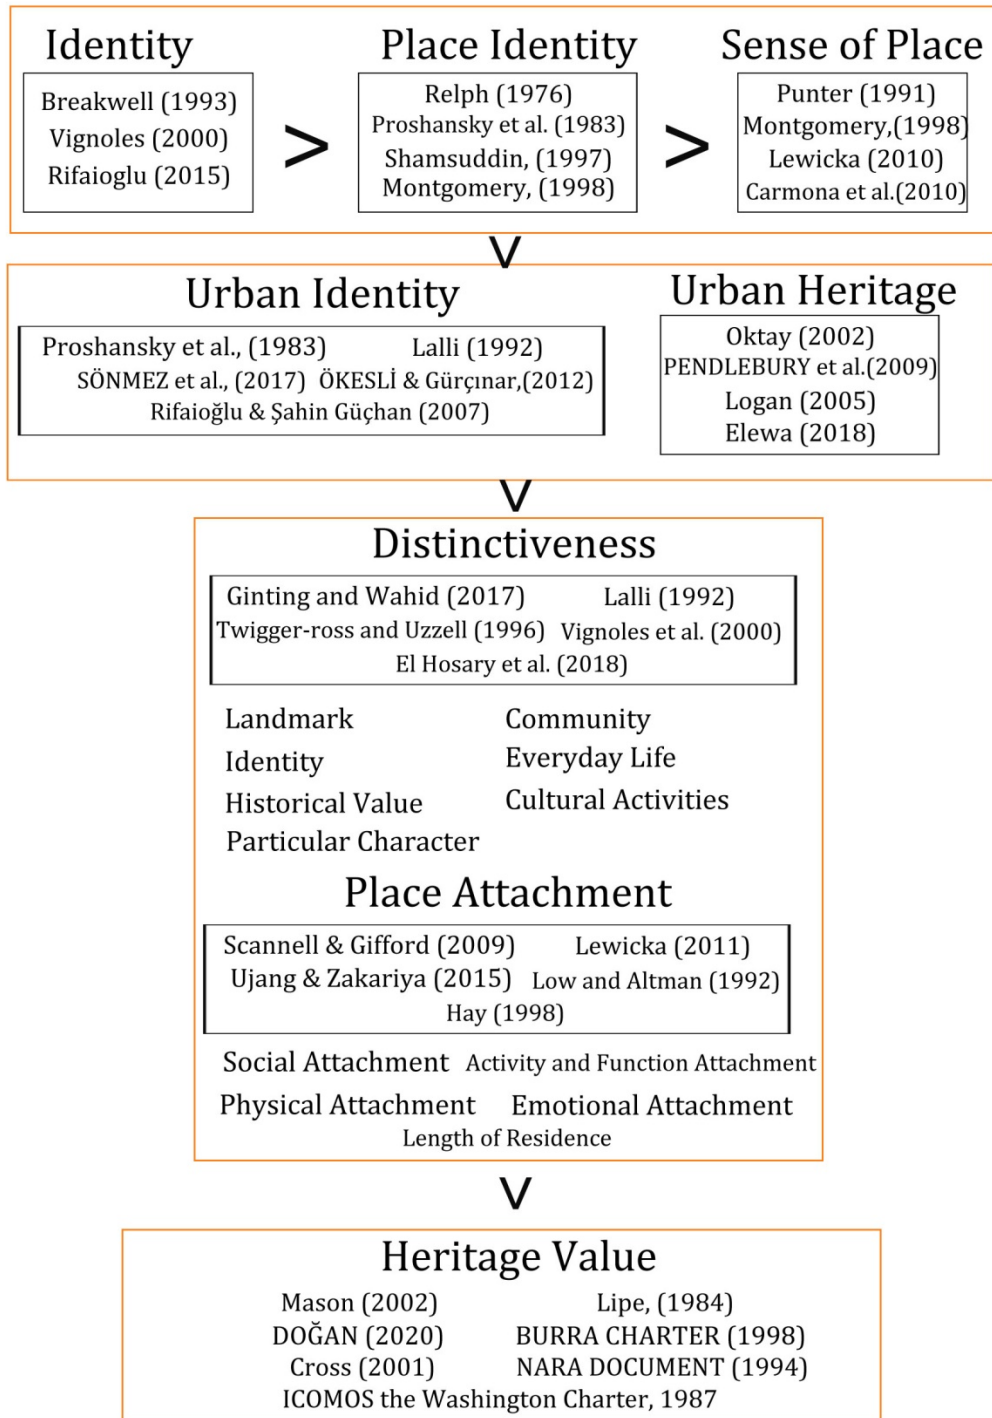 Identity
Breakwell (1993)
Vignoles (2000)
Rifaioglu (2015)
>
Place Identity
Relph (1976)
Proshansky et al. (1983)
Shamsuddin, (1997)
Montgomery, (1998)
>
Sense of Place
Punter (1991)
Montgomery,(1998)
Lewicka (2010)
Carmona et al.(2010)
Urban Identity
Proshansky et al., (1983) Lalli (1992)
SÖNMEZ et al., (2017) ÖKESLİ & Gürçınar,(2012)
Rifaioğlu & Şahin Güçhan (2007)
Urban Heritage
Oktay (2002)
PENDLEBURY et al.(2009)
Logan (2005)
Elewa (2018)
Distinctiveness
Ginting and Wahid (2017) Lalli (1992)
Twigger-ross and Uzzell (1996) Vignoles et al. (2000)
El Hosary et al. (2018)
Landmark Community
Identity Everyday Life
Historical Value Cultural Activities
Particular Character
Place Attachment
Scannell & Gifford (2009) Lewicka (2011)
Ujang & Zakariya (2015) Low and Altman (1992)
Hay (1998)
Social Attachment Activity and Function Attachment
Physical Attachment Emotional Attachment
Length of Residence
Heritage Value
Mason (2002) Lipe, (1984)
DOĞAN (2020) BURRA CHARTER (1998)
Cross (2001) NARA DOCUMENT (1994)
ICOMOS the Washington Charter, 1987